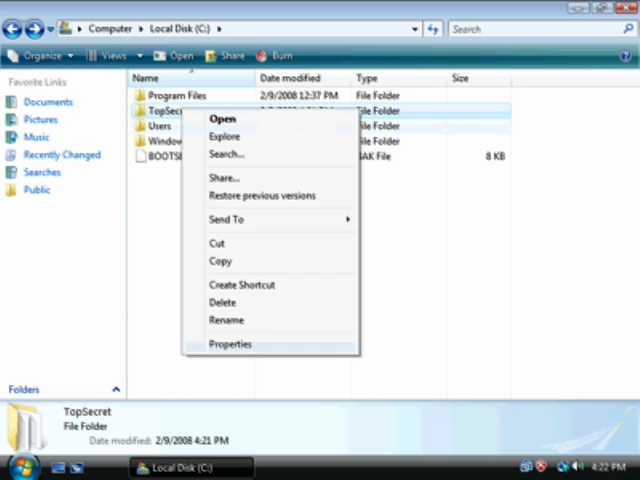 Computer Local Disk (C:) Search
Organize Views Open Share Burn
Favorite Links
Documents
Pictures
Music
Recently Changed
Searches
Public
Folders
Name Date modified Type Size
Program Files 2/9/2008 12:37 PM File Folder
TopSecre File Folder
Users File Folder
Window File Folder
BOOTS AK File 8 KB
Open
Explore
Search...
Share...
Restore previous versions
Send To
Cut
Copy
Create Shortcut
Delete
Rename
Properties
TopSecret
File Folder
Date modified: 2/9/2008 4:21 PM
Local Disk (C:) 4:22 PM